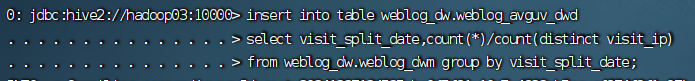 0: jdbc:hive2://hadoop03:10000> insert into table weblog_dw.weblog_avguv_dwd
. . . . . . . . . . . . . . . > select visit_split_date,count(*)/count(distinct visit_ip)
. . . . . . . . . . . . . . . > from weblog_dw.weblog_dwm group by visit_split_date;